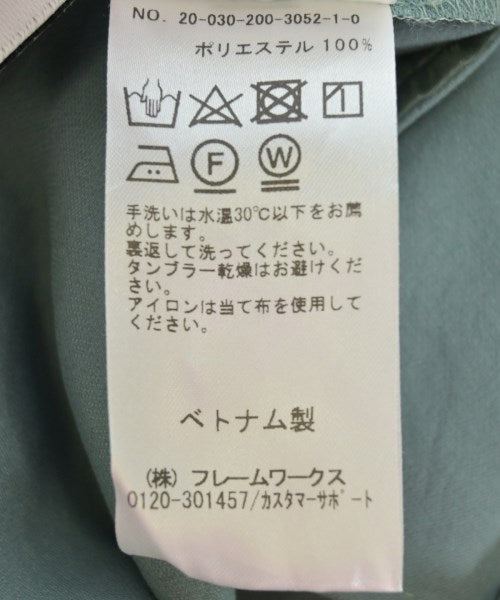 NO. 20-030-200-3052-1-0
ポリエステル 100%
F
W
手洗いは水温30℃以下をお薦
めします。
裏返して洗ってください。
タンブラー乾燥はお避けくだ
さい。
アイロンは当て布を使用して
ください。
ベトナム製
(株) フレームワークス
0120-301457/カスタマーサポート